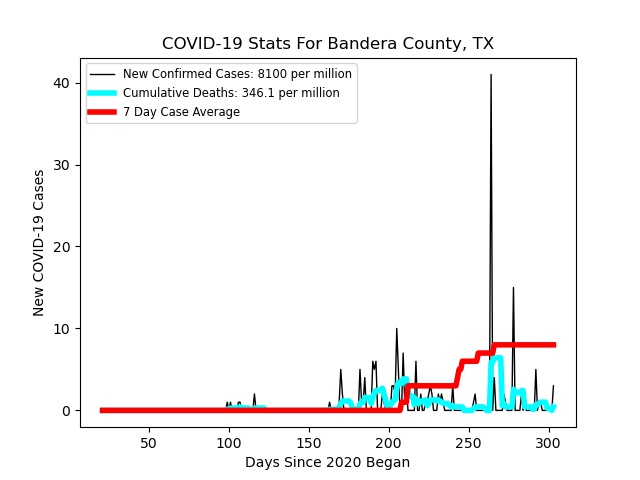 COVID-19 Stats For Bandera County, TX
New Confirmed Cases: 8100 per million
Cumulative Deaths: 346.1 per million
7 Day Case Average
New COVID-19 Cases
40
30
20
10
0
50 100 150 200 250 300
Days Since 2020 Began